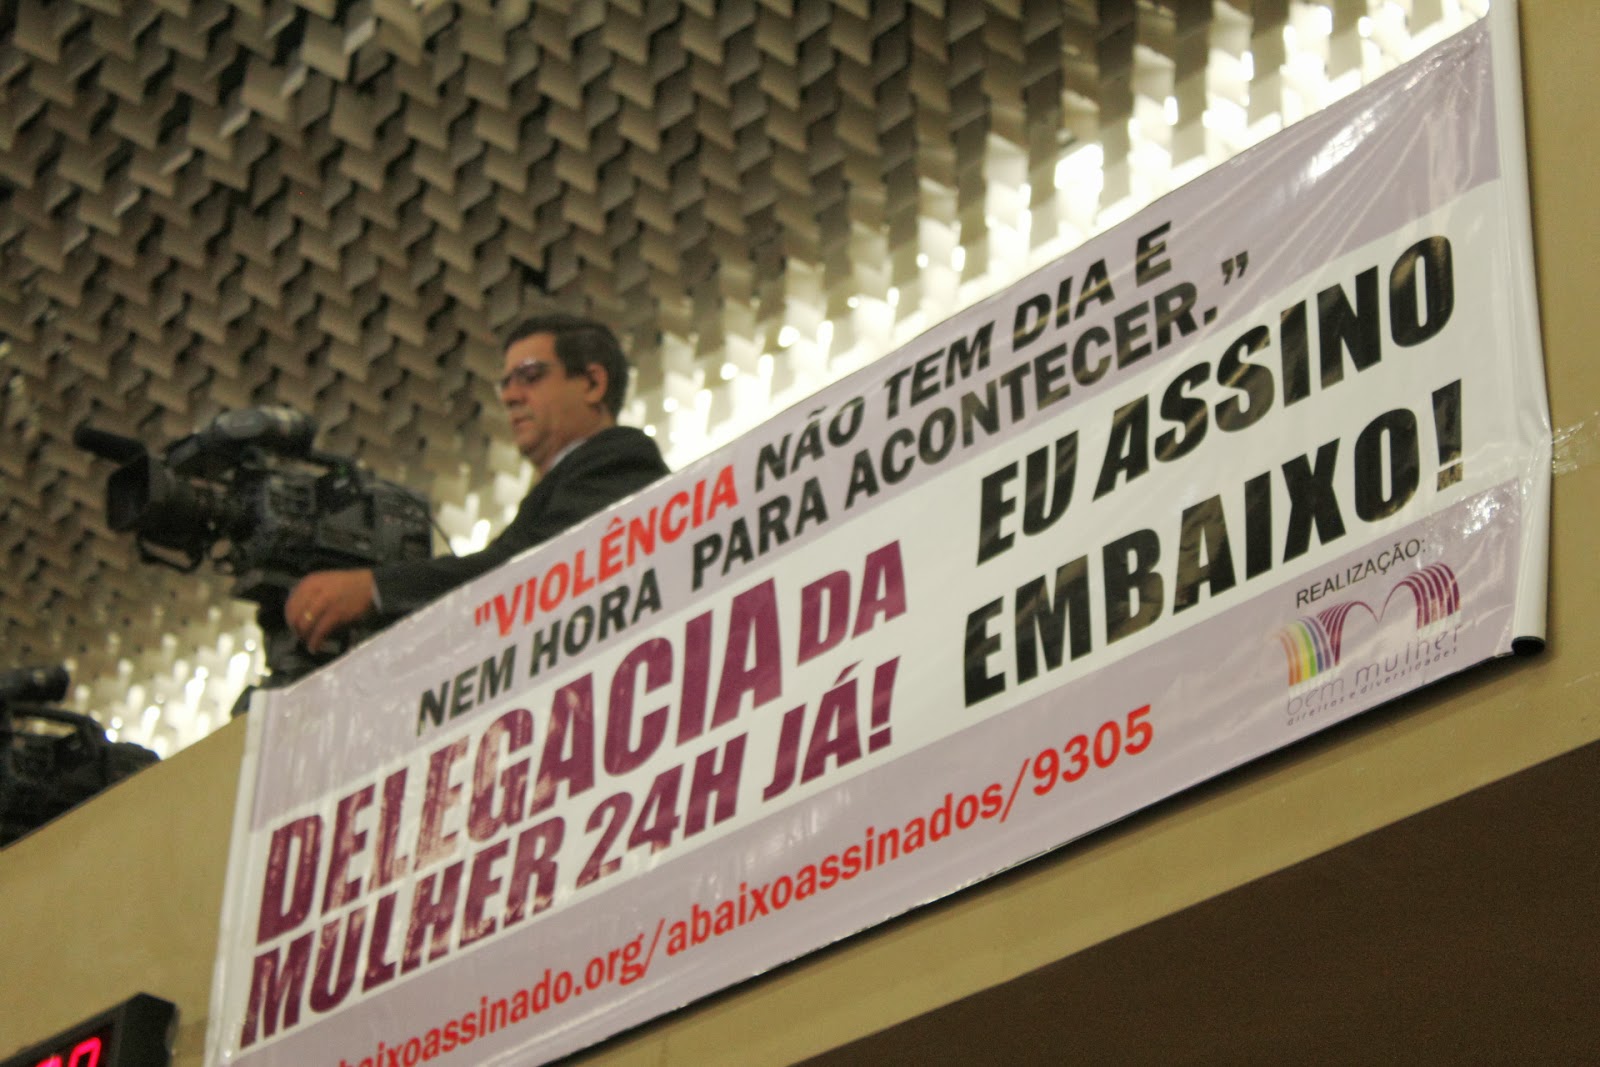 "VIOLÊNCIA NÃO TEM DIA E
NEM HORA PARA ACONTECER."
DELEGACIA DA
MULHER 24H JÁ!
EU ASSINO
EMBAIXO!
REALIZAÇÃO:
bem mulher
direitos e diversidades
baixoassinado.org/abaixoassinados/9305